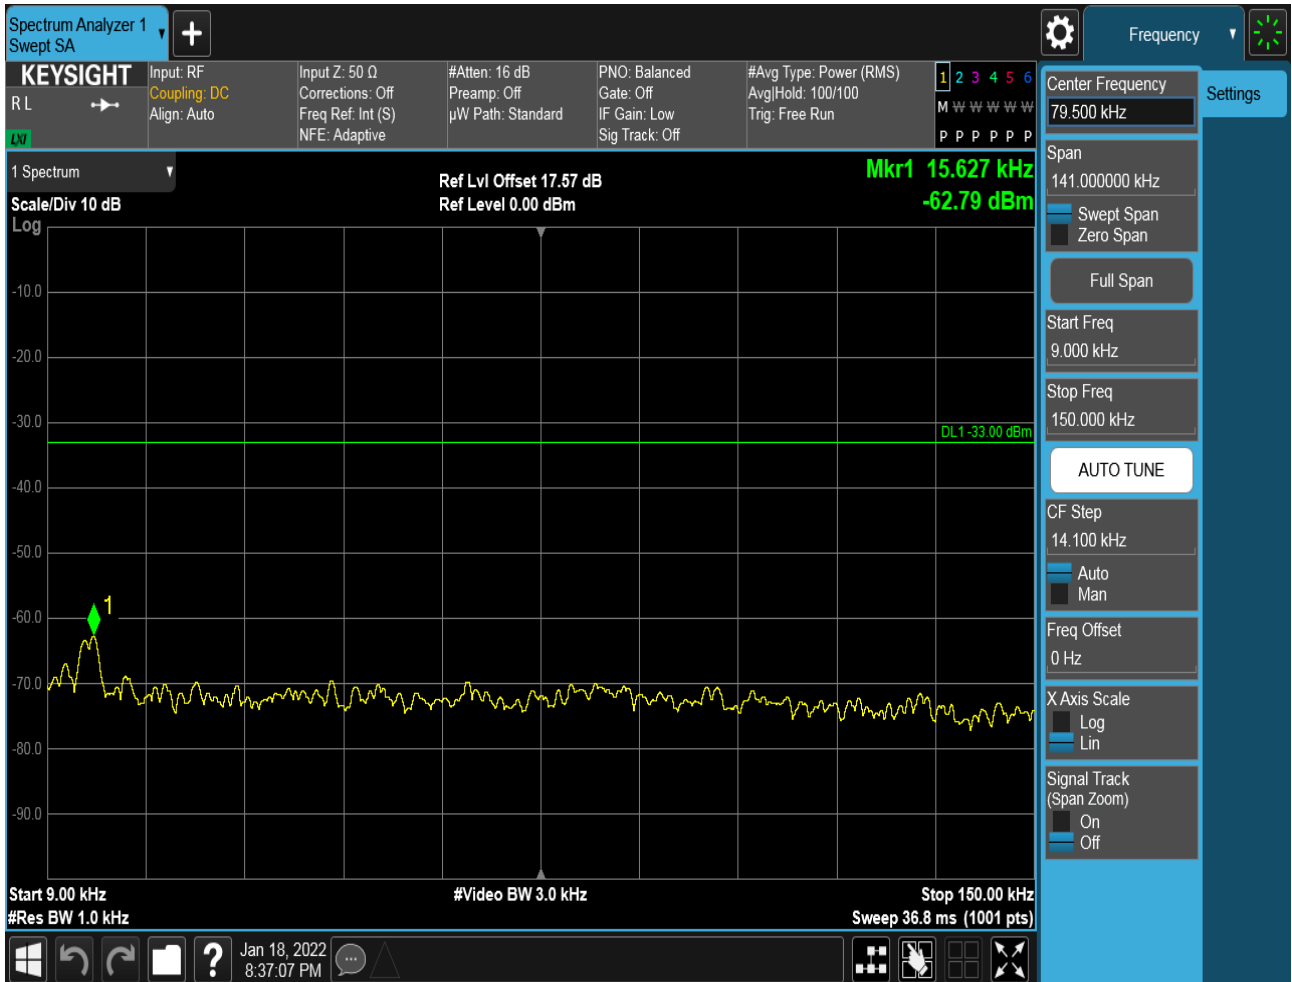 Spectrum Analyzer 1
Swept SA
Frequency
KEYSIGHT
R L
LXI
Input: RF
Coupling: DC
Align: Auto
Input Z: 50 Ω
Corrections: Off
Freq Ref: Int (S)
NFE: Adaptive
#Atten: 16 dB
Preamp: Off
µW Path: Standard
PNO: Balanced
Gate: Off
IF Gain: Low
Sig Track: Off
#Avg Type: Power (RMS)
Avg|Hold: 100/100
Trig: Free Run
1 2 3 4 5 6
M W W W W W
P P P P P P
1 Spectrum
Scale/Div 10 dB
Log
Ref Lvl Offset 17.57 dB
Ref Level 0.00 dBm
Mkr1 15.627 kHz
-62.79 dBm
-10.0
-20.0
-30.0
DL1 -33.00 dBm
-40.0
-50.0
1
-60.0
-70.0
-80.0
-90.0
Start 9.00 kHz
#Video BW 3.0 kHz
Stop 150.00 kHz
#Res BW 1.0 kHz
Sweep 36.8 ms (1001 pts)
?
Jan 18, 2022
8:37:07 PM
Center Frequency
79.500 kHz
Settings
Span
141.000000 kHz
Swept Span
Zero Span
Full Span
Start Freq
9.000 kHz
Stop Freq
150.000 kHz
AUTO TUNE
CF Step
14.100 kHz
Auto
Man
Freq Offset
0 Hz
X Axis Scale
Log
Lin
Signal Track
(Span Zoom)
On
Off